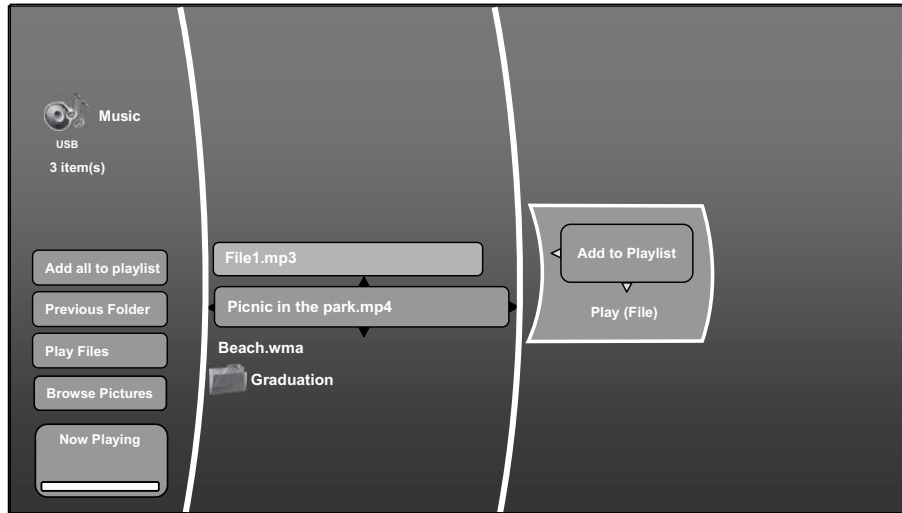 Music
USB
3 item(s)
Add all to playlist
Previous Folder
Play Files
Browse Pictures
Now Playing
File1.mp3
Picnic in the park.mp4
Beach.wma
Graduation
Add to Playlist
Play (File)